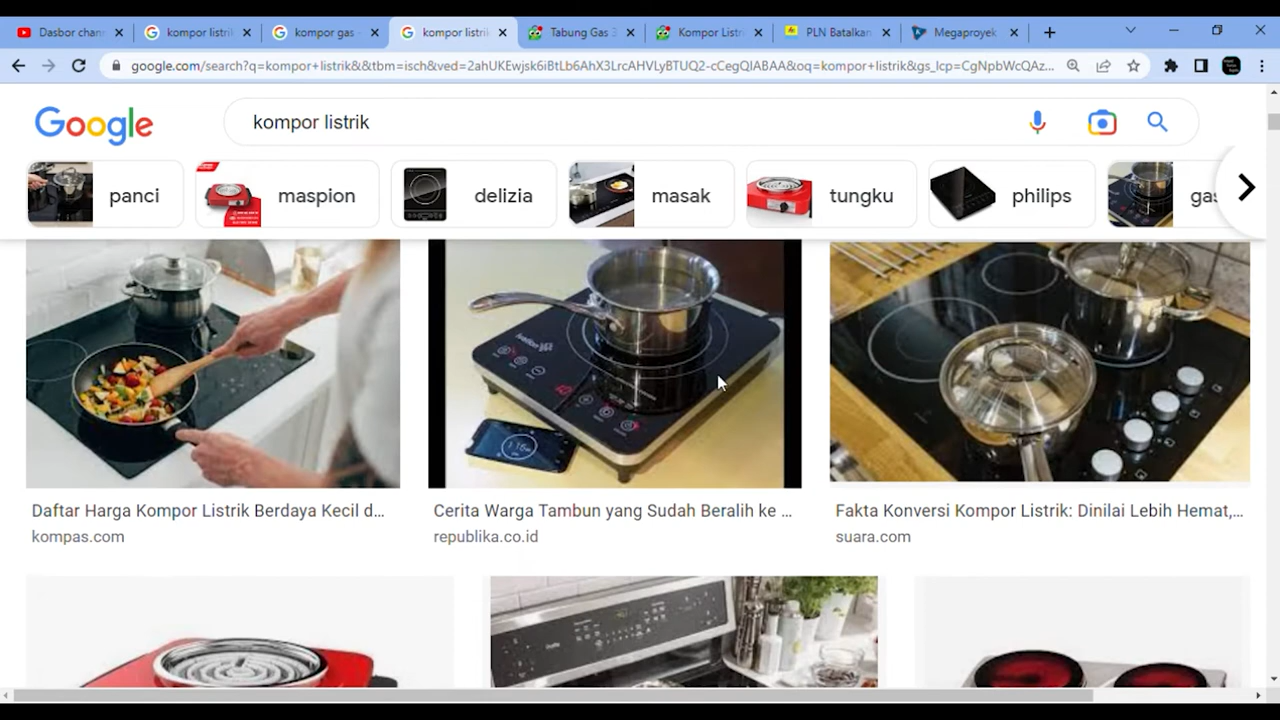 Dasbor chan
kompor listri
kompor gas -
kompor listri
Tabung Gas 3
Kompor Listr
PLN Batalkan
Megaproyek
google.com/search?q=kompor+listrik&&tbm=isch&ved=2ahUKEwjsk6iBtLb6AhX3LrcAHVLyBTUQ2-cCegQIABAA&oq=kompor+listrik&gs_lcp=CgNpbWcQAz...
Google
kompor listrik
panci
maspion
delizia
masak
tungku
philips
gas
Daftar Harga Kompor Listrik Berdaya Kecil d...
kompas.com
Cerita Warga Tambun yang Sudah Beralih ke ...
republika.co.id
Fakta Konversi Kompor Listrik: Dinilai Lebih Hemat,...
suara.com